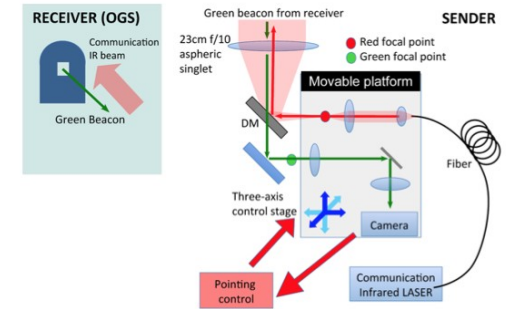 RECEIVER (OGS)
Communication
IR beam
Green Beacon
Green beacon from receiver
SENDER
23cm f/10
aspheric
singlet
Red focal point
Green focal point
Movable platform
DM
Fiber
Three-axis
control stage
Camera
Pointing
control
Communication
Infrared LASER